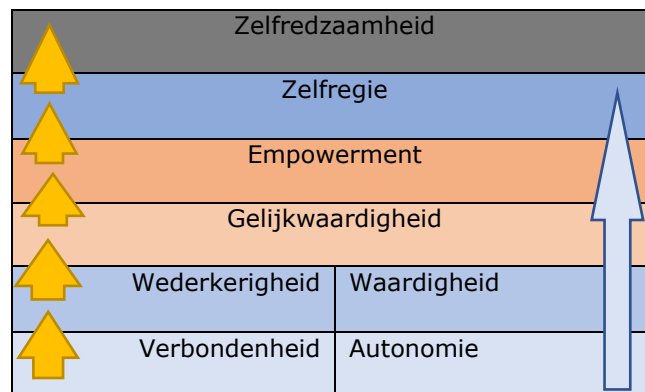 Zelfredzaamheid
Zelfregie
Empowerment
Gelijkwaardigheid
Wederkerigheid Waardigheid
Verbondenheid Autonomie